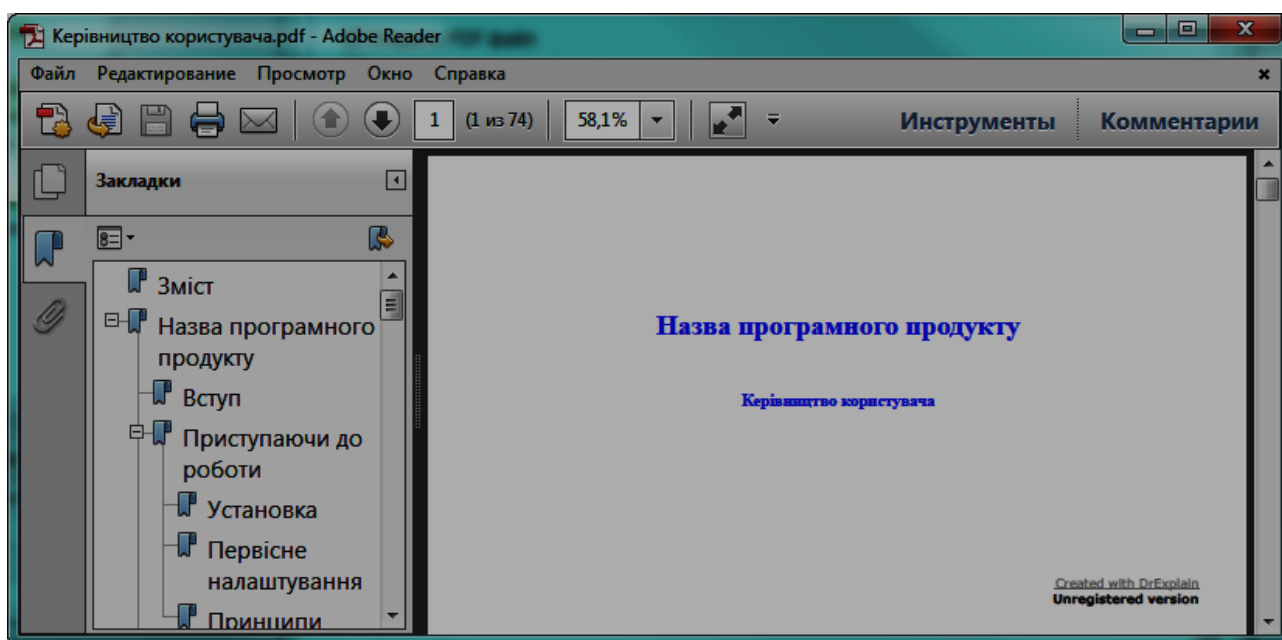 Керівництво користувача.pdf - Adobe Reader
Файл Редактирование Просмотр Окно Справка
1 (1 из 74) 58,1% Инструменты Комментарии
Закладки
Зміст
Назва програмного
продукту
Вступ
Приступаючи до
роботи
Установка
Первісне
налаштування
Принципи
Назва програмного продукту
Керівництво користувача
Created with DrExplain
Unregistered version